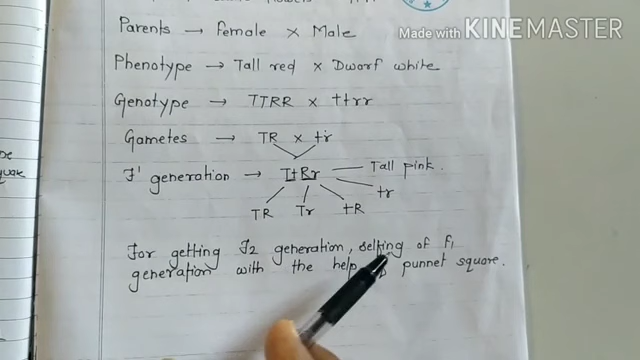 Made with KINEMASTER
Parents → female × Male
Phenotype → Tall red × Dwarf white
Genotype → TTRR × ttrr
Gametes → TR × tr
F' generation → TtRr — Tall pink.
TR Tr tR tr
For getting F2 generation, selfing of F1
generation with the help of punnet square.